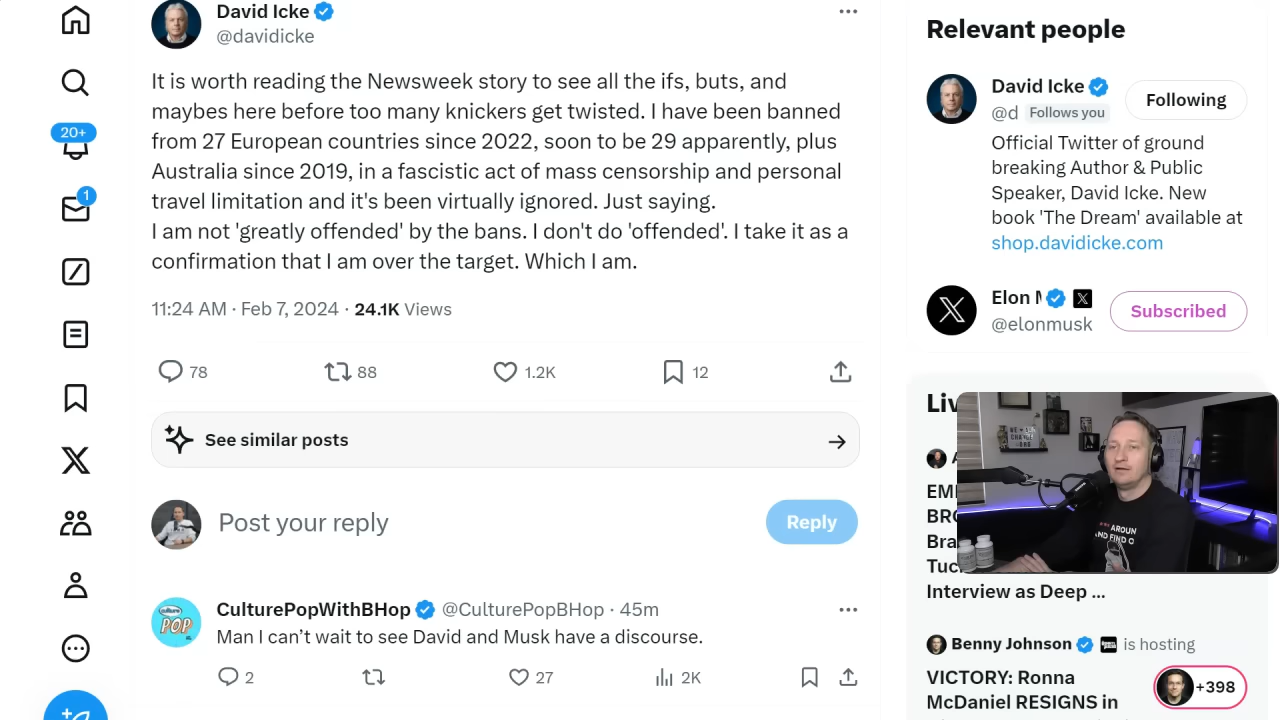 David Icke
@davidicke
It is worth reading the Newsweek story to see all the ifs, buts, and
maybes here before too many knickers get twisted. I have been banned
from 27 European countries since 2022, soon to be 29 apparently, plus
Australia since 2019, in a fascistic act of mass censorship and personal
travel limitation and it's been virtually ignored. Just saying.
I am not 'greatly offended' by the bans. I don't do 'offended'. I take it as a
confirmation that I am over the target. Which I am.
11:24 AM · Feb 7, 2024 · 24.1K Views
78 88 1.2K 12
See similar posts
Post your reply
Reply
CulturePopWithBHop @CulturePopBHop · 45m
Man I can’t wait to see David and Musk have a discourse.
2 27 2K
20+
1
culture
POP
Relevant people
David Icke
Following
@d Follows you
Official Twitter of ground
breaking Author & Public
Speaker, David Icke. New
book 'The Dream' available at
shop.davidicke.com
Elon
@elonmusk
Subscribed
Interview as Deep ...
Benny Johnson is hosting
VICTORY: Ronna
McDaniel RESIGNS in
+398
AROUN
AND FIND O